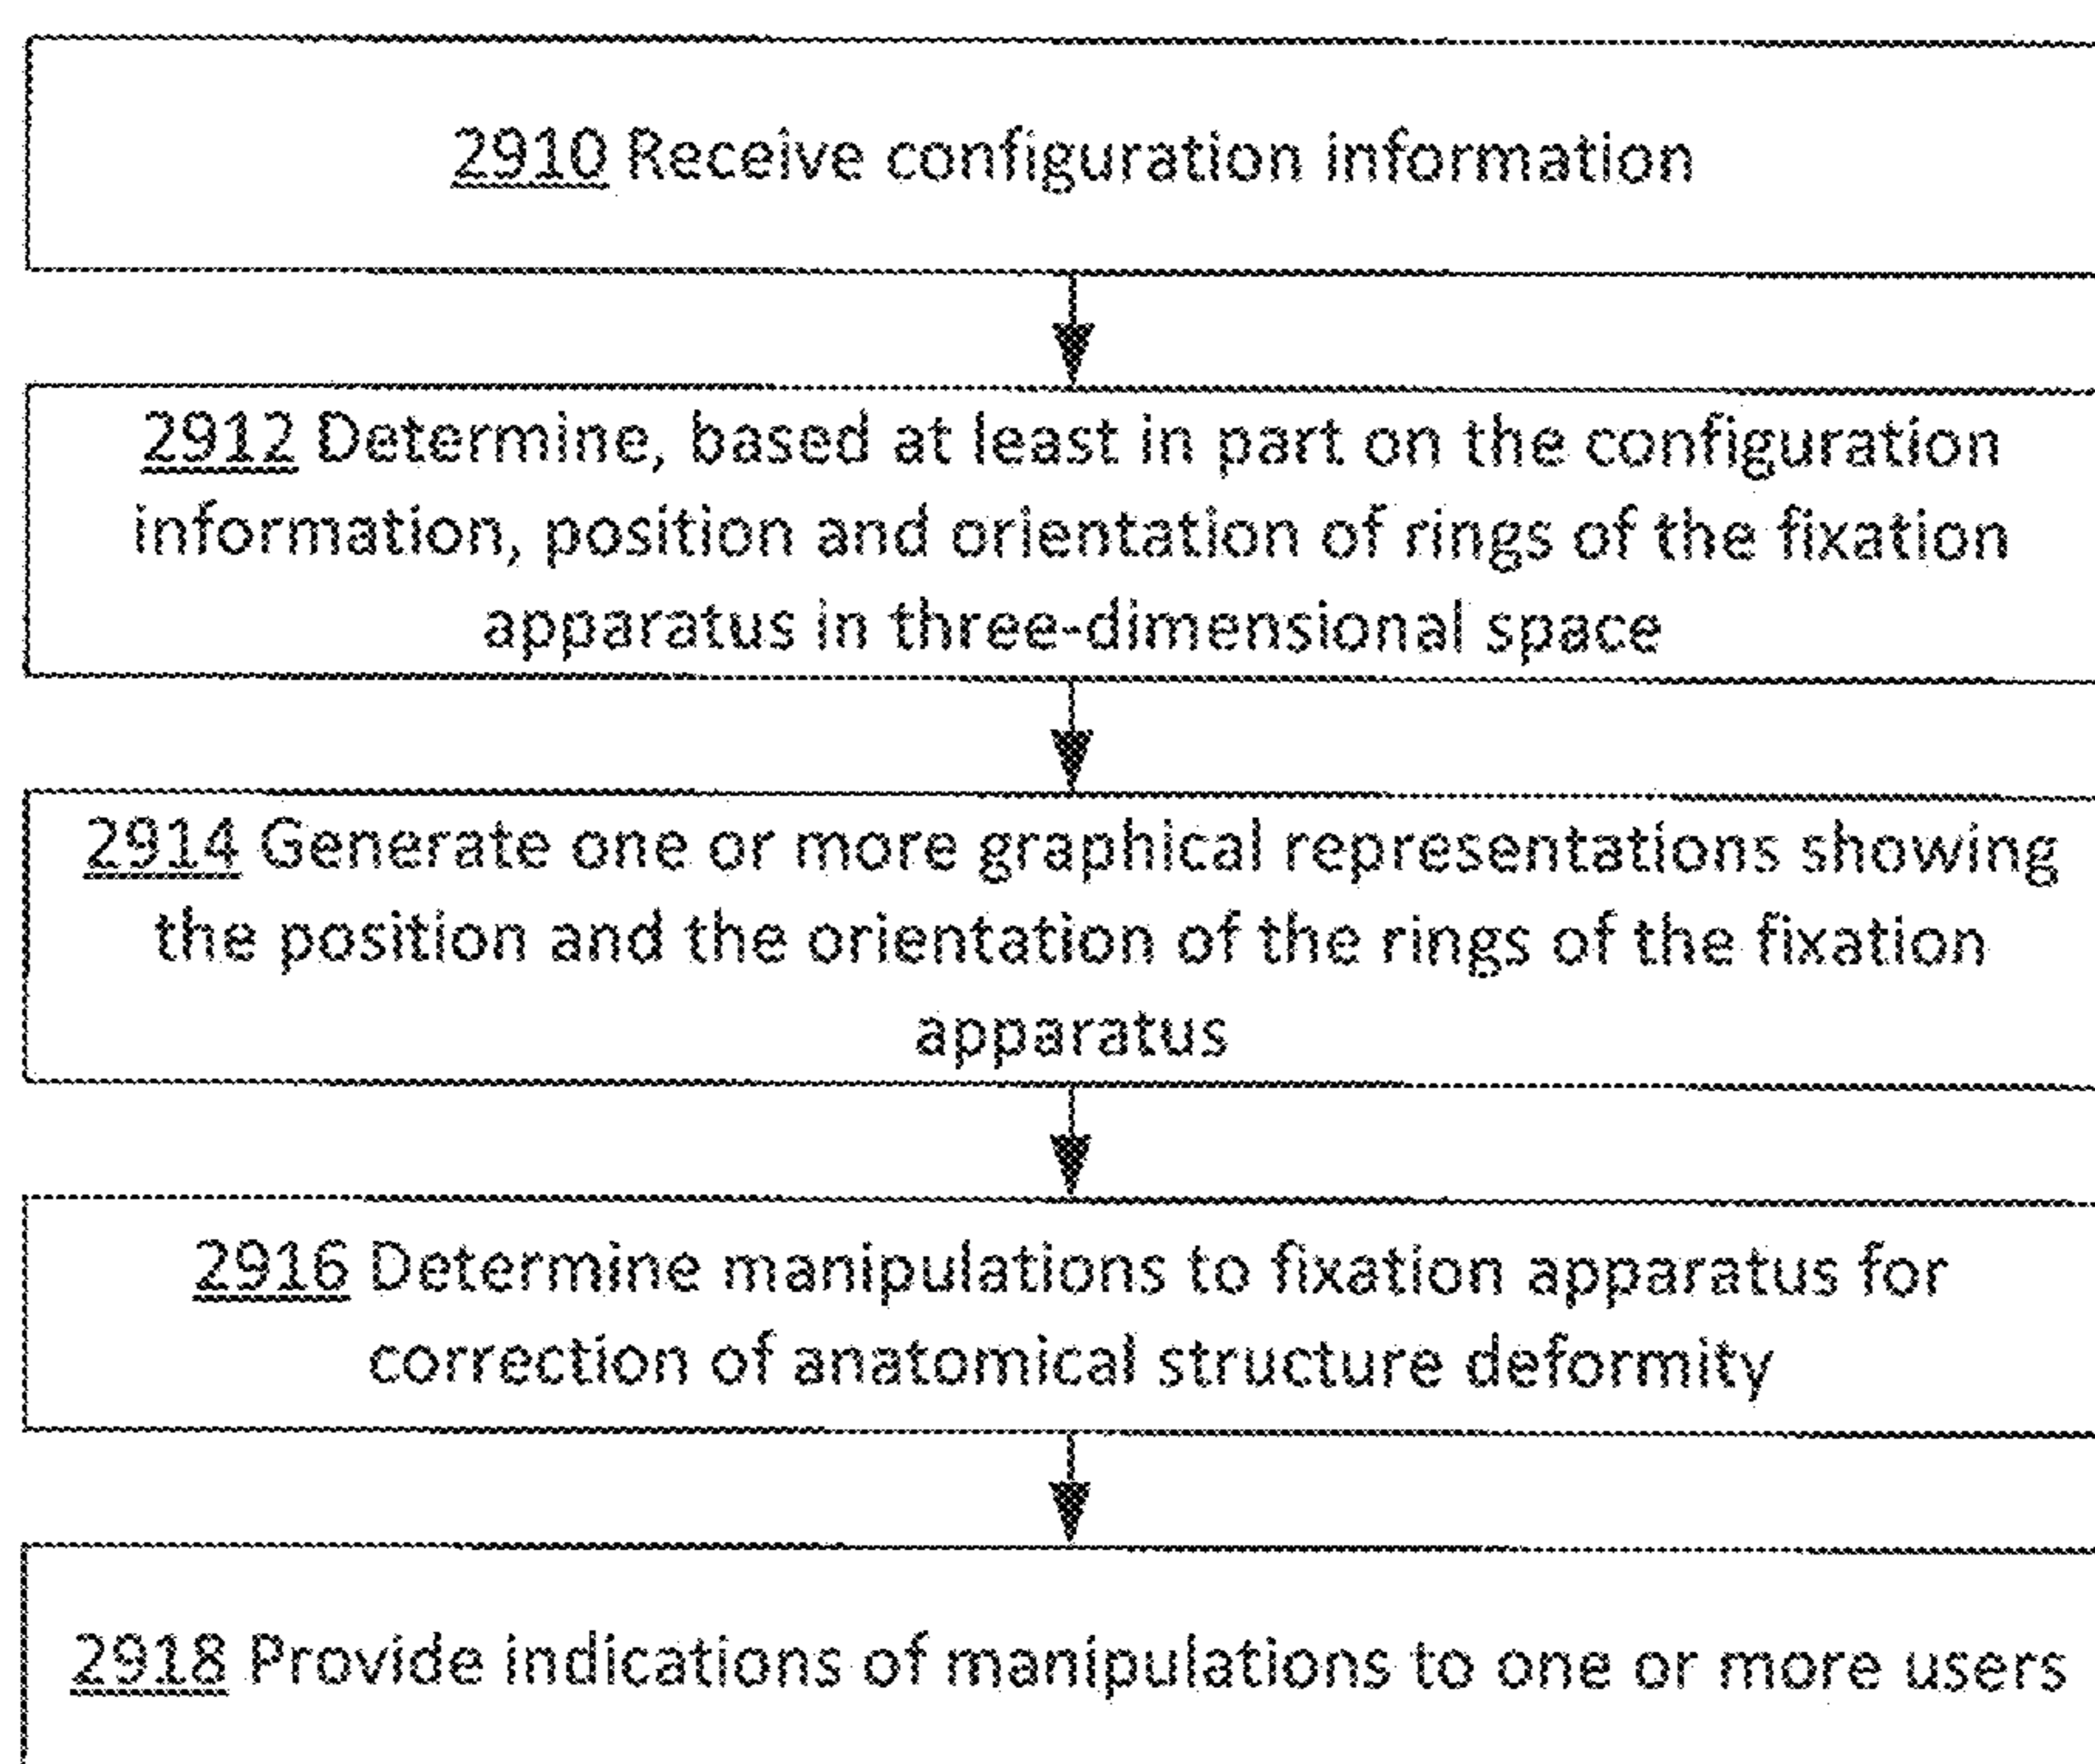 2910 Receive configuration information
2912 Determine, based at least in part on the configuration
information, position and orientation of rings of the fixation
apparatus in three-dimensional space
2914 Generate one or more graphical representations showing
the position and the orientation of the rings of the fixation
apparatus
2916 Determine manipulations to fixation apparatus for
correction of anatomical structure deformity
2918 Provide indications of manipulations to one or more users